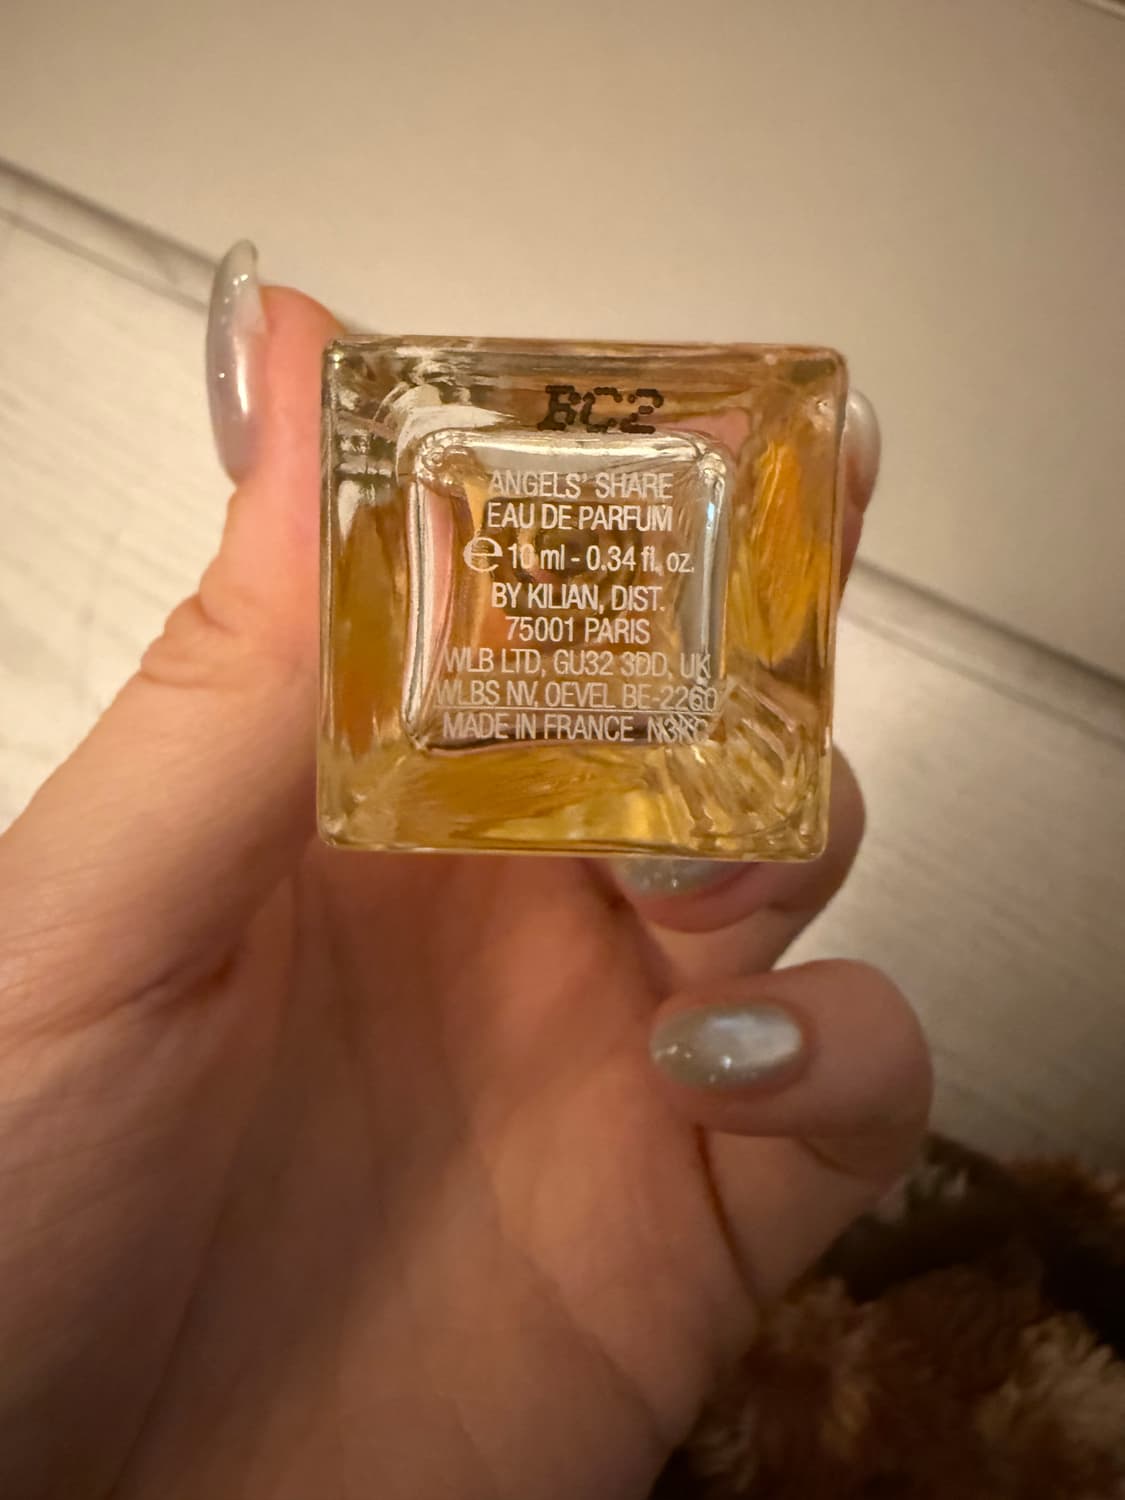 BC2
ANGELS' SHARE
EAU DE PARFUM
℮ 10 ml - 0.34 fl. oz.
BY KILIAN, DIST.
75001 PARIS
WLB LTD, GU32 3DD, UK
WLBS NV, OEVEL BE-2260
MADE IN FRANCE